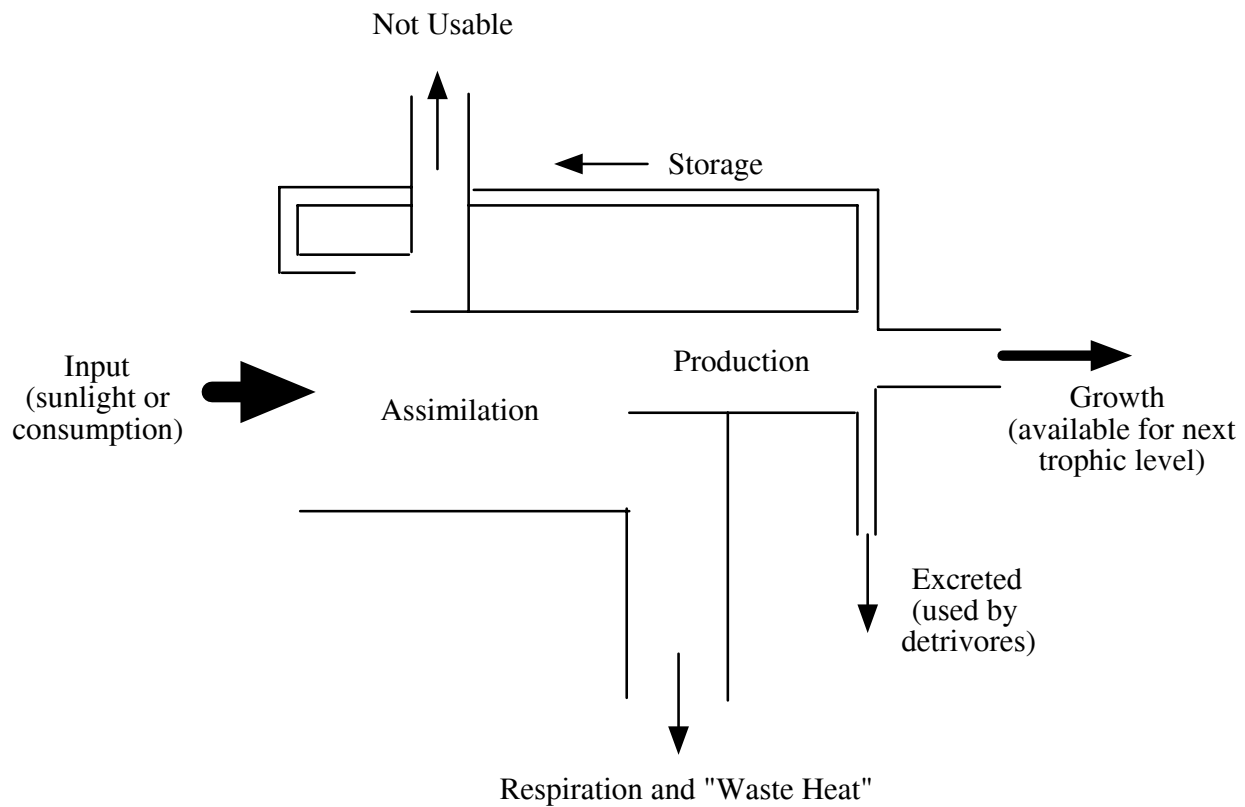 Not Usable
Storage
Input
(sunlight or
consumption)
Assimilation
Production
Growth
(available for next
trophic level)
Excreted
(used by
detrivores)
Respiration and "Waste Heat"